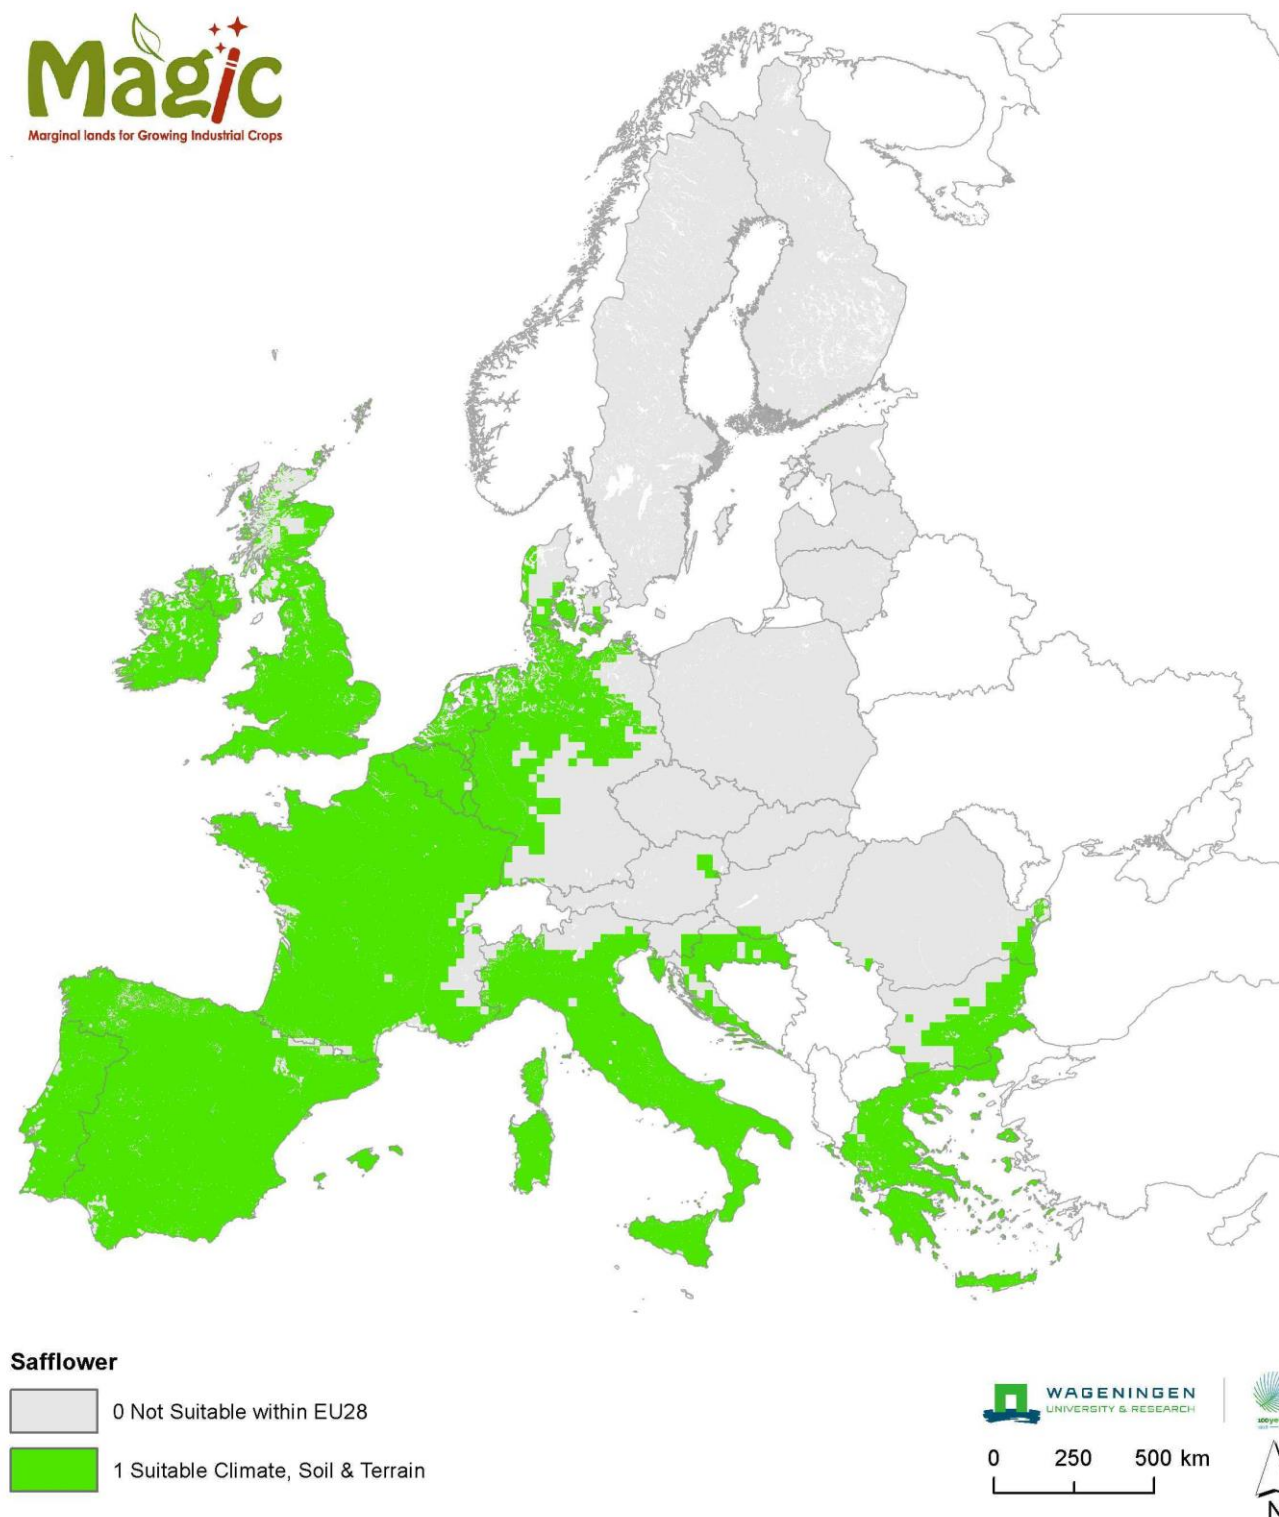 Magic
Marginal lands for Growing Industrial Crops
Safflower
0 Not Suitable within EU28
1 Suitable Climate, Soil & Terrain
WAGENINGEN
UNIVERSITY & RESEARCH
0 250 500 km
N